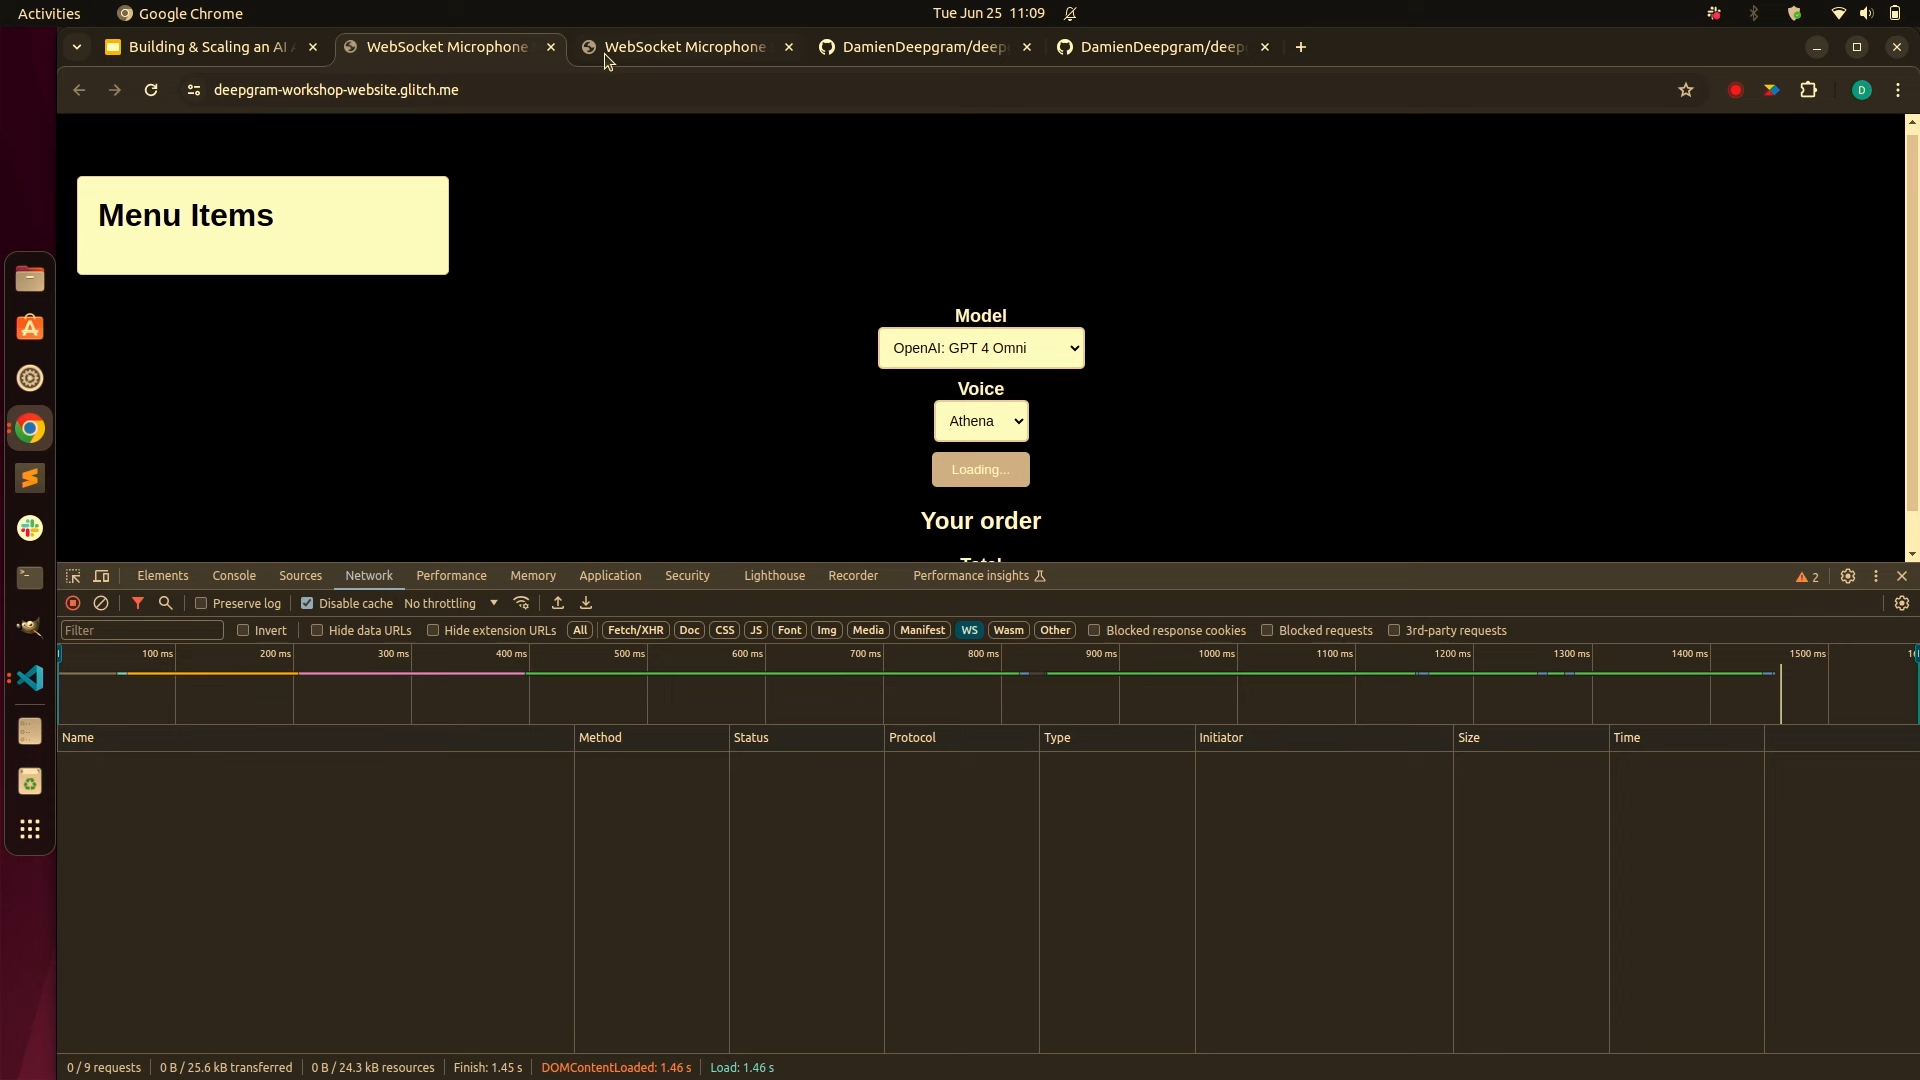 Activities
Google Chrome
Tue Jun 25 11:09
Building & Scaling an AI
WebSocket Microphone
WebSocket Microphone
DamienDeepgram/deep
DamienDeepgram/deep
deepgram-workshop-website.glitch.me
D
Menu Items
Model
OpenAI: GPT 4 Omni
Voice
Athena
Loading...
Your order
Elements Console Sources Network Performance Memory Application Security Lighthouse Recorder Performance insights 2
Preserve log Disable cache No throttling
Filter Invert Hide data URLs Hide extension URLs All Fetch/XHR Doc CSS JS Font Img Media Manifest WS Wasm Other Blocked response cookies Blocked requests 3rd-party requests
100 ms 200 ms 300 ms 400 ms 500 ms 600 ms 700 ms 800 ms 900 ms 1000 ms 1100 ms 1200 ms 1300 ms 1400 ms 1500 ms
Name Method Status Protocol Type Initiator Size Time
0 / 9 requests 0 B / 25.6 kB transferred 0 B / 24.3 kB resources Finish: 1.45 s DOMContentLoaded: 1.46 s Load: 1.46 s